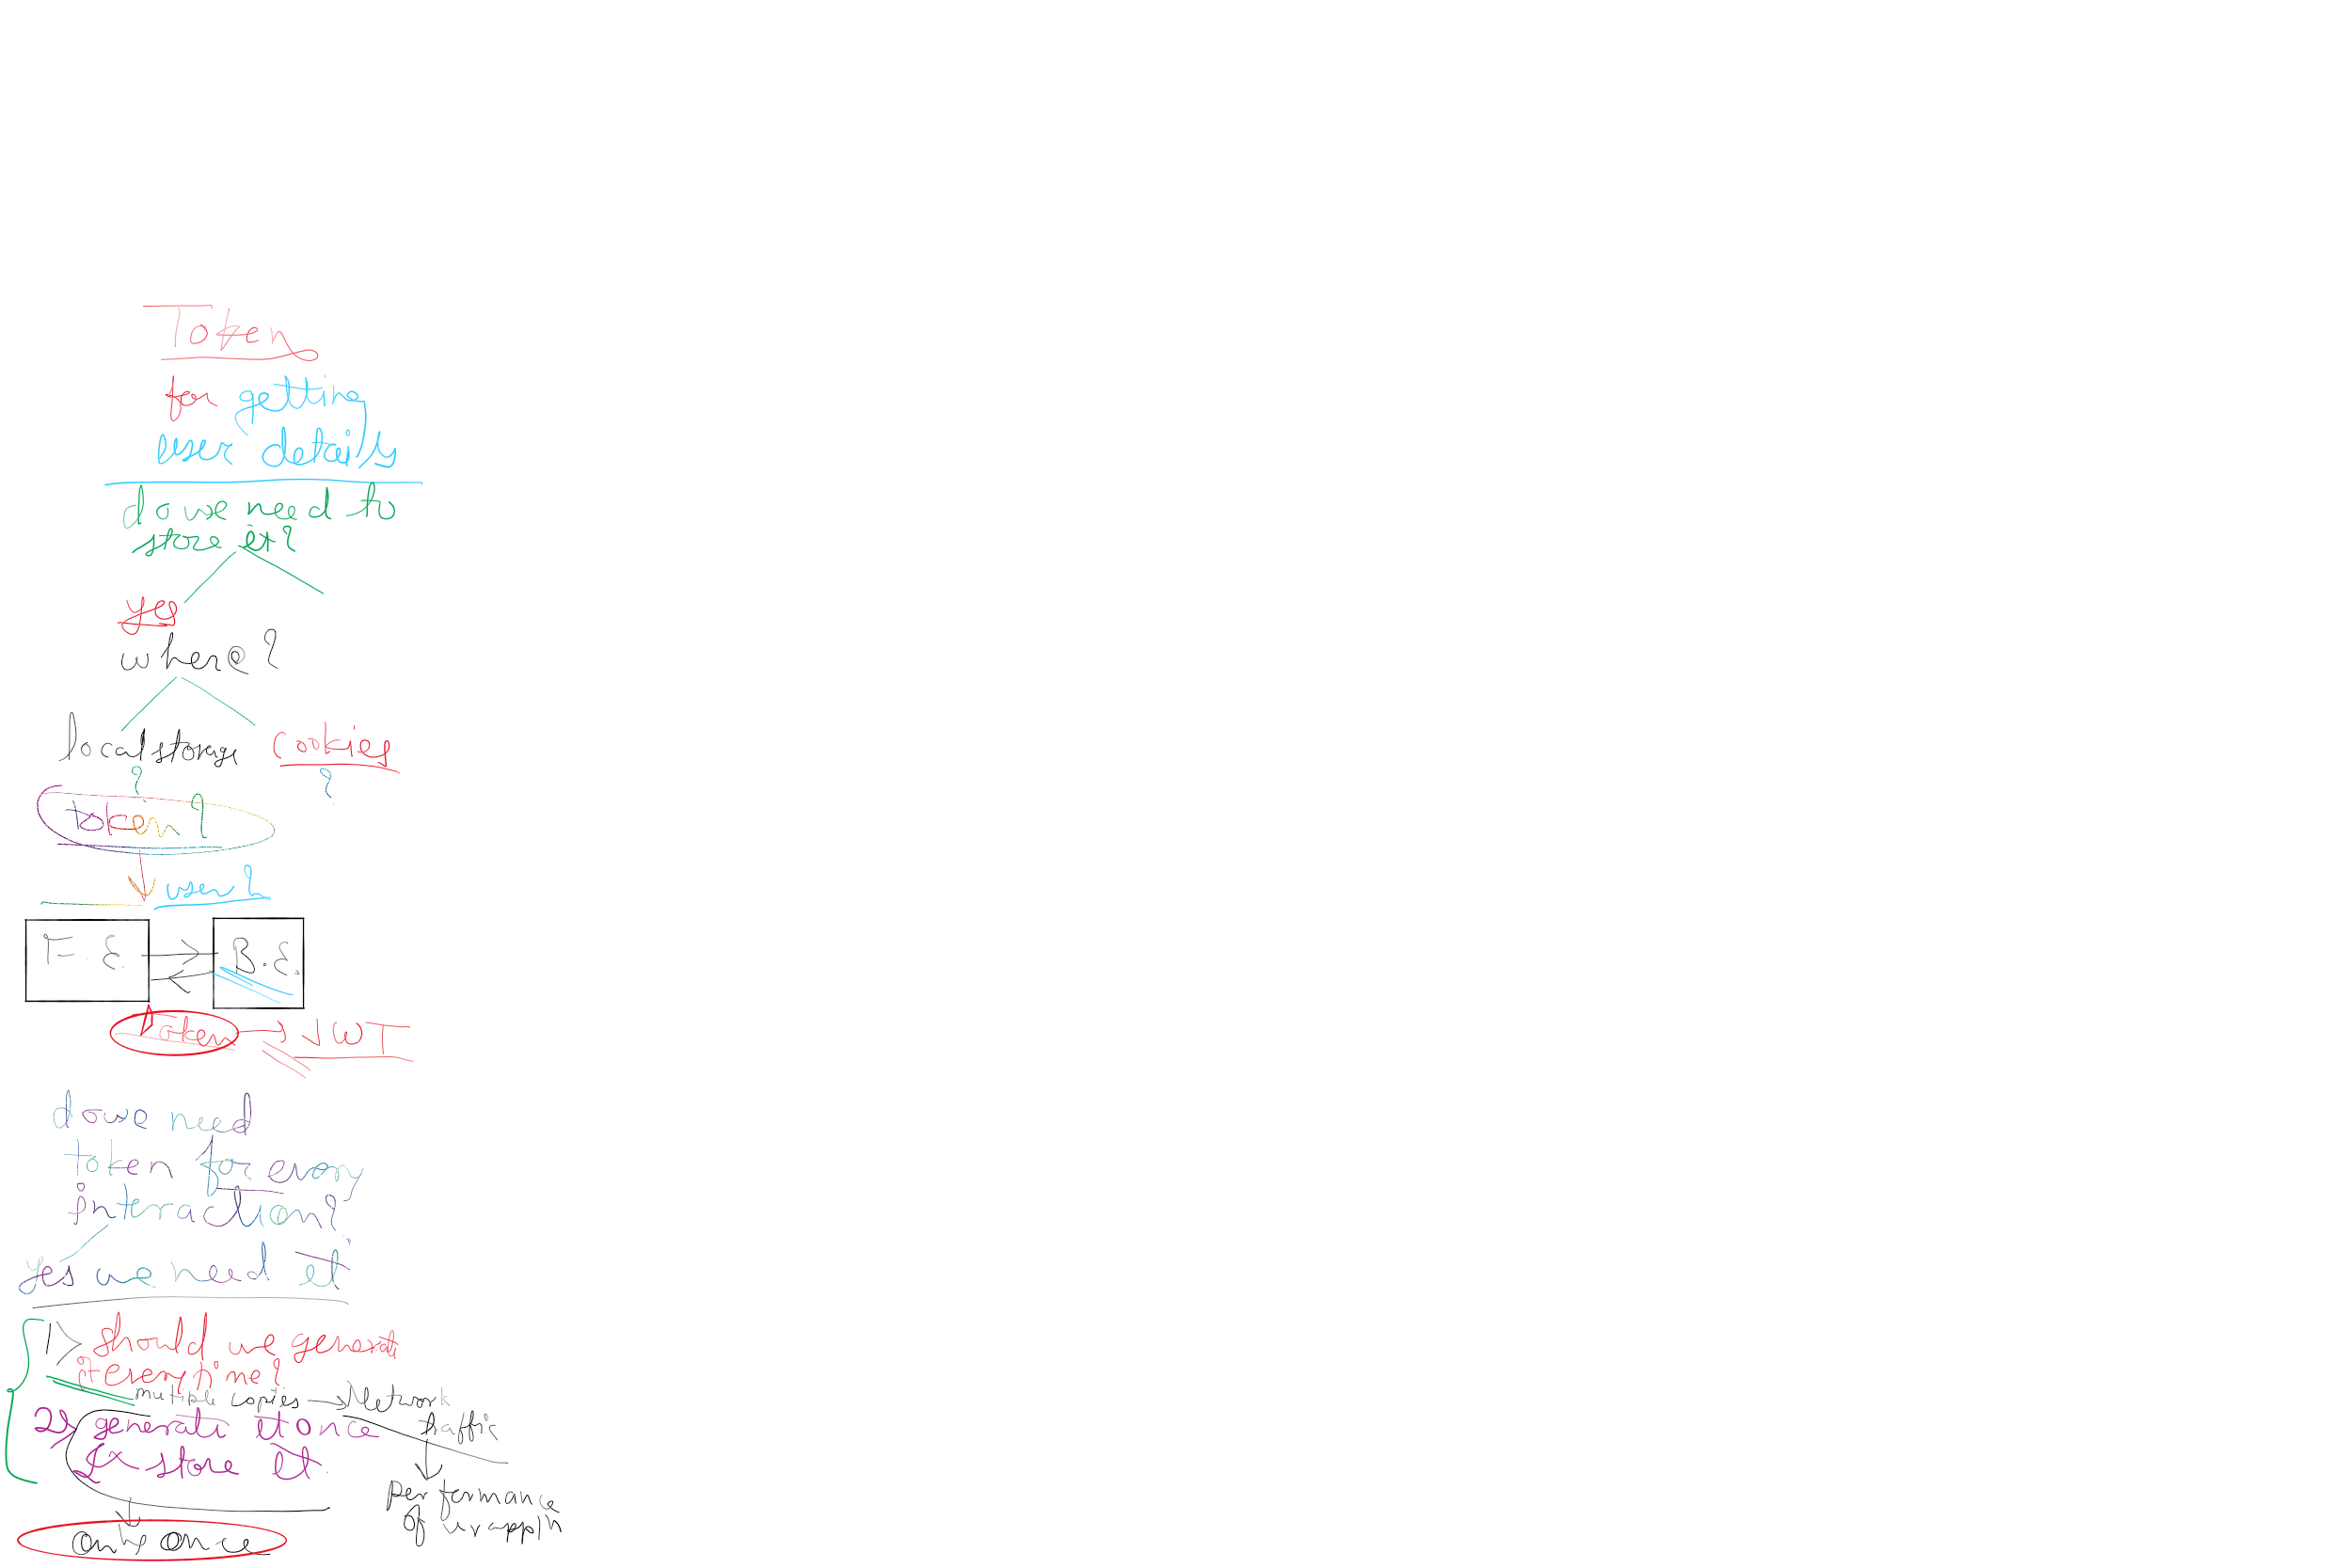 Token
for getting
user details
do we need to
store it?
yes
where?
localstorage cookies
? ?
token?
user?
F.E. B.E.
token JWT
do we need
token for every
interaction?
yes we need it
1> should we generate
it everytime?
multiple copies Network
traffic
2> generate it once
& store it.
performance
of ur appln
only once